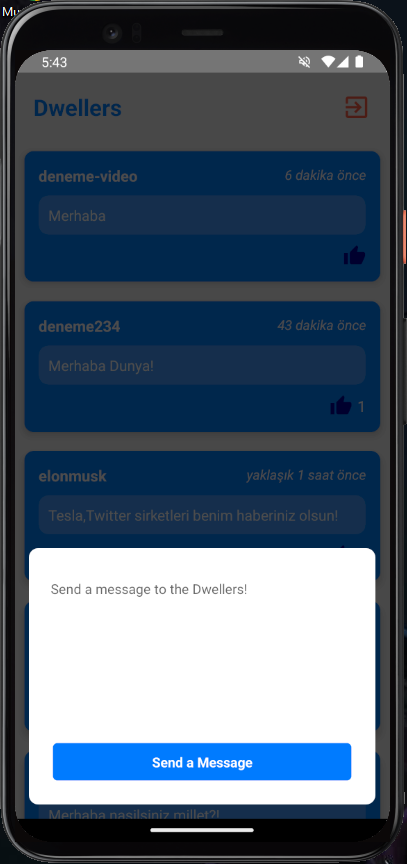 Mu
5:43
Dwellers
deneme-video 6 dakika önce
Merhaba
deneme234 43 dakika önce
Merhaba Dunya!
1
elonmusk yaklaşık 1 saat önce
Tesla,Twitter sirketleri benim haberiniz olsun!
Send a message to the Dwellers!
Send a Message
Merhaba nasilsiniz millet?!